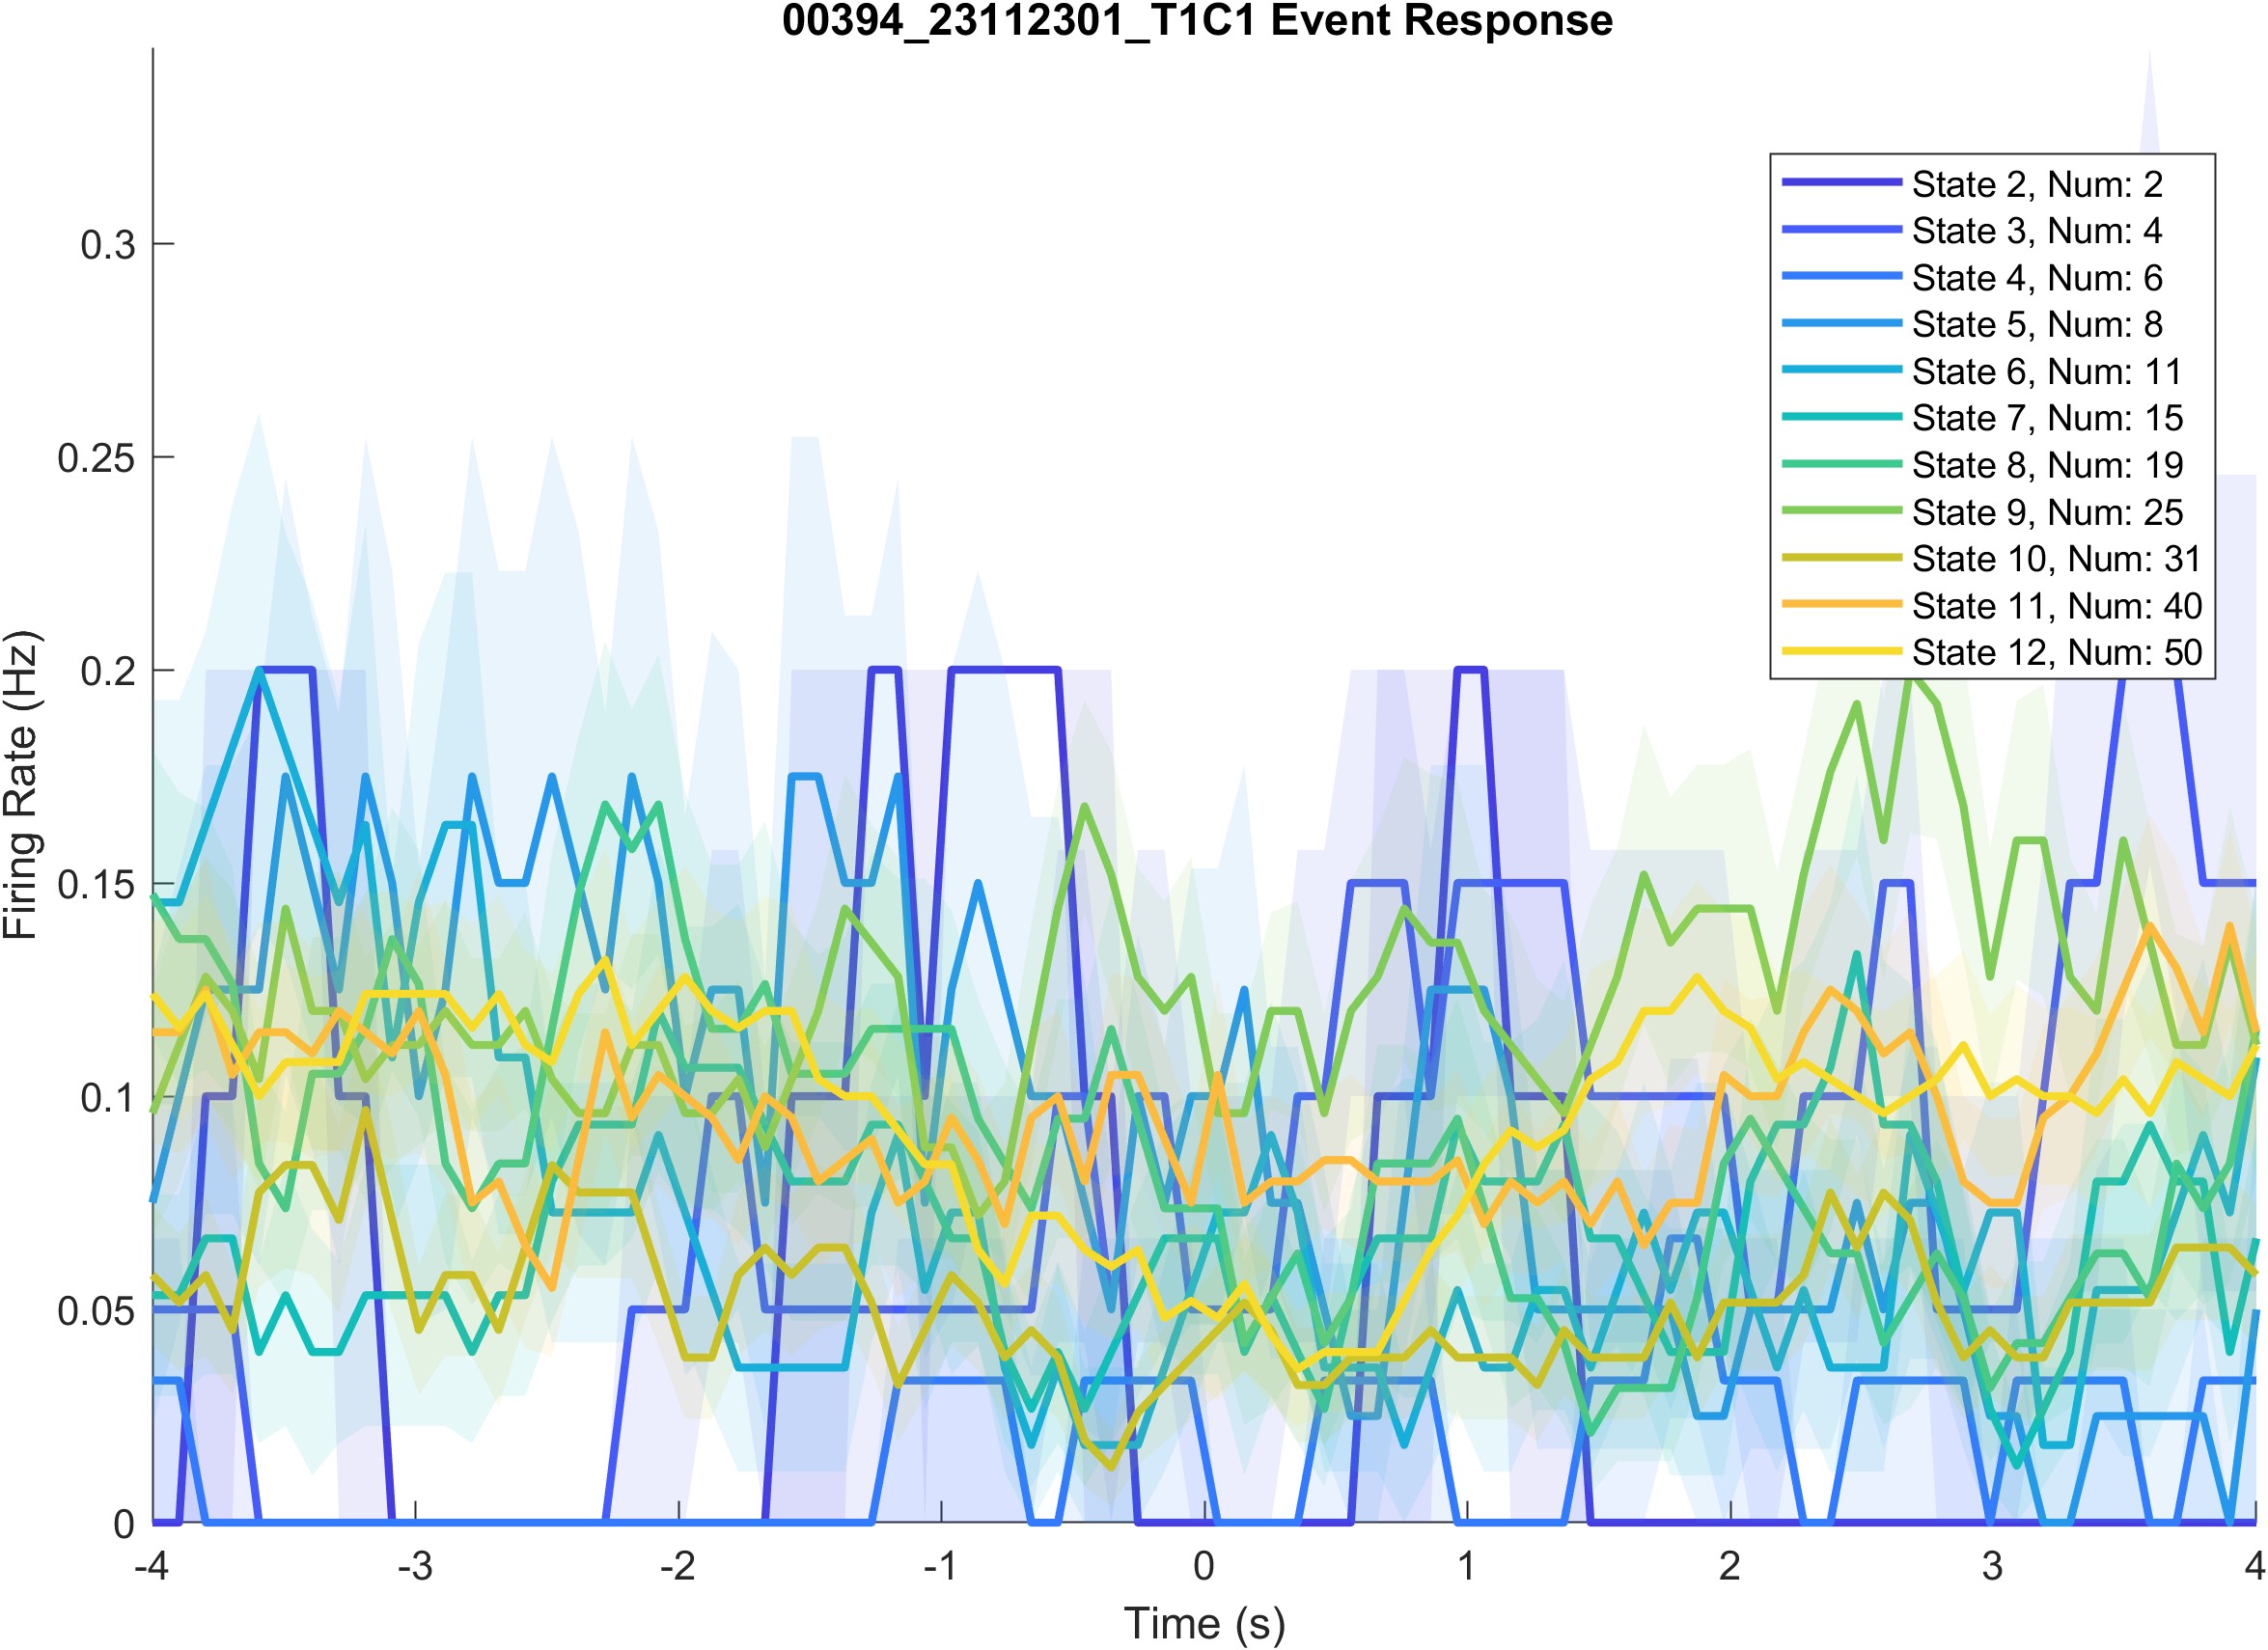 00394_23112301_T1C1 Event Response
Firing Rate (Hz)
0.3
0.25
0.2
0.15
0.1
0.05
0
-4
-3
-2
-1
0
1
2
3
4
Time (s)
State 2, Num: 2
State 3, Num: 4
State 4, Num: 6
State 5, Num: 8
State 6, Num: 11
State 7, Num: 15
State 8, Num: 19
State 9, Num: 25
State 10, Num: 31
State 11, Num: 40
State 12, Num: 50